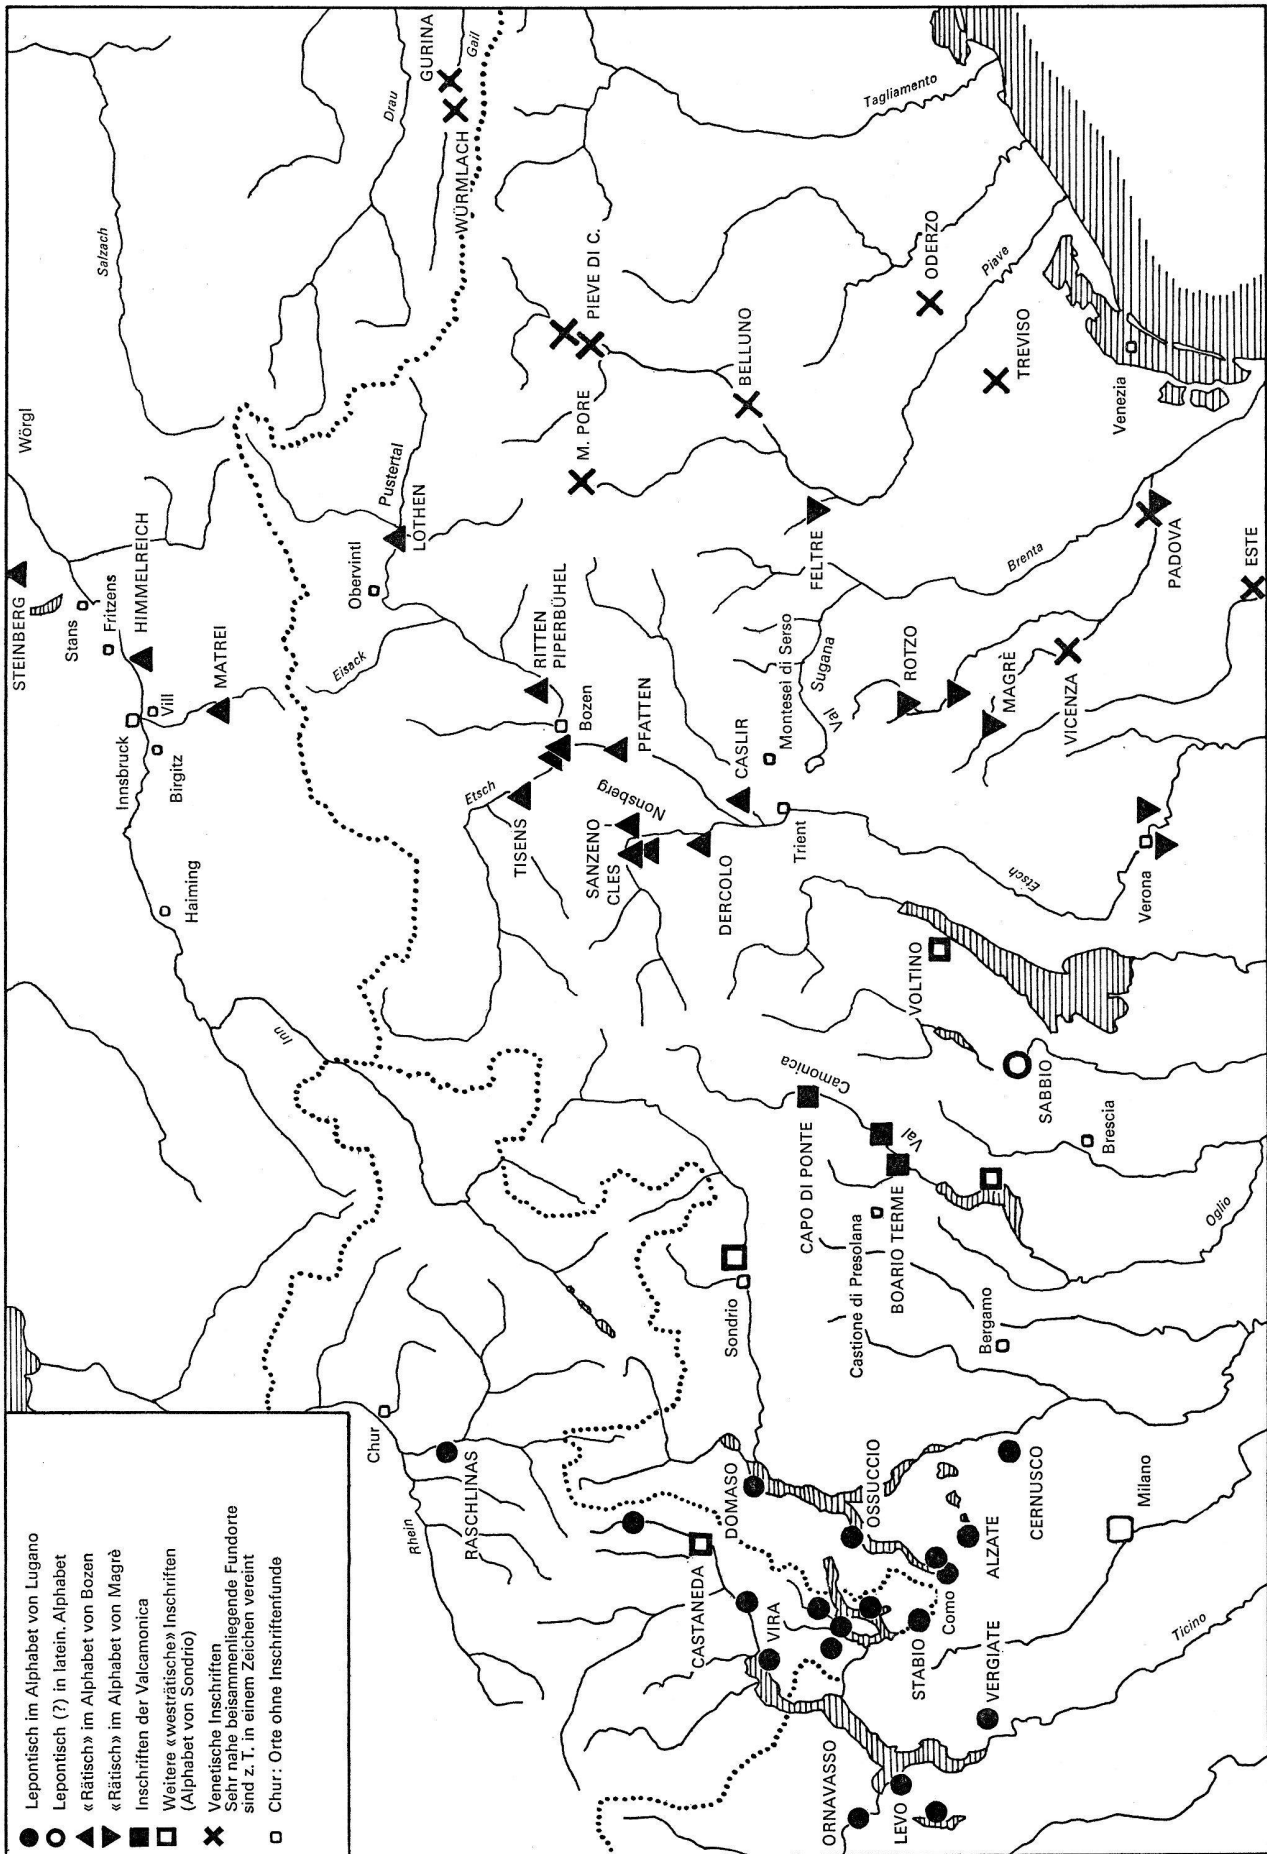 Lepontisch im Alphabet von Lugano
Lepontisch (?) in latein. Alphabet
«Rätisch» im Alphabet von Bozen
«Rätisch» im Alphabet von Magrè
Inschriften der Valcamonica
Weitere «westrätische» Inschriften
(Alphabet von Sondrio)
Venetische Inschriften
Sehr nahe beisammenliegende Fundorte
sind z. T. in einem Zeichen vereint
Chur: Orte ohne Inschriftenfunde
STEINBERG
Wörgl
Stans
Fritzens
HIMMELREICH
Innsbruck
Vill
Birgitz
MATREI
Haiming
Inn
Salzach
Drau
GURINA
Gail
WÜRMLACH
Chur
Rhein
RASCHLINAS
Eisack
Obervintl
Pustertal
LOTHEN
Etsch
TISENS
RITTEN
PIPERBÜHEL
Bozen
PFATTEN
Nonsberg
SANZENO
CLES
DERCOLO
CASLIR
Trient
Montesei di Serso
Val
Sugana
M. PORE
PIEVE DI C.
BELLUNO
FELTRE
Tagliamento
ODERZO
Piave
TREVISO
Venezia
Brenta
ROTZO
MAGRÈ
VICENZA
PADOVA
ESTE
Etsch
Verona
VOLTINO
SABBIO
Brescia
Camonica
Val
CAPO DI PONTE
BOARIO TERME
Castione di Presolana
Bergamo
Oglio
Sondrio
DOMASO
CASTANEDA
VIRA
OSSUCCIO
ALZATE
CERNUSCO
Milano
Como
STABIO
VERGIATE
Ticino
ORNAVASSO
LEVO